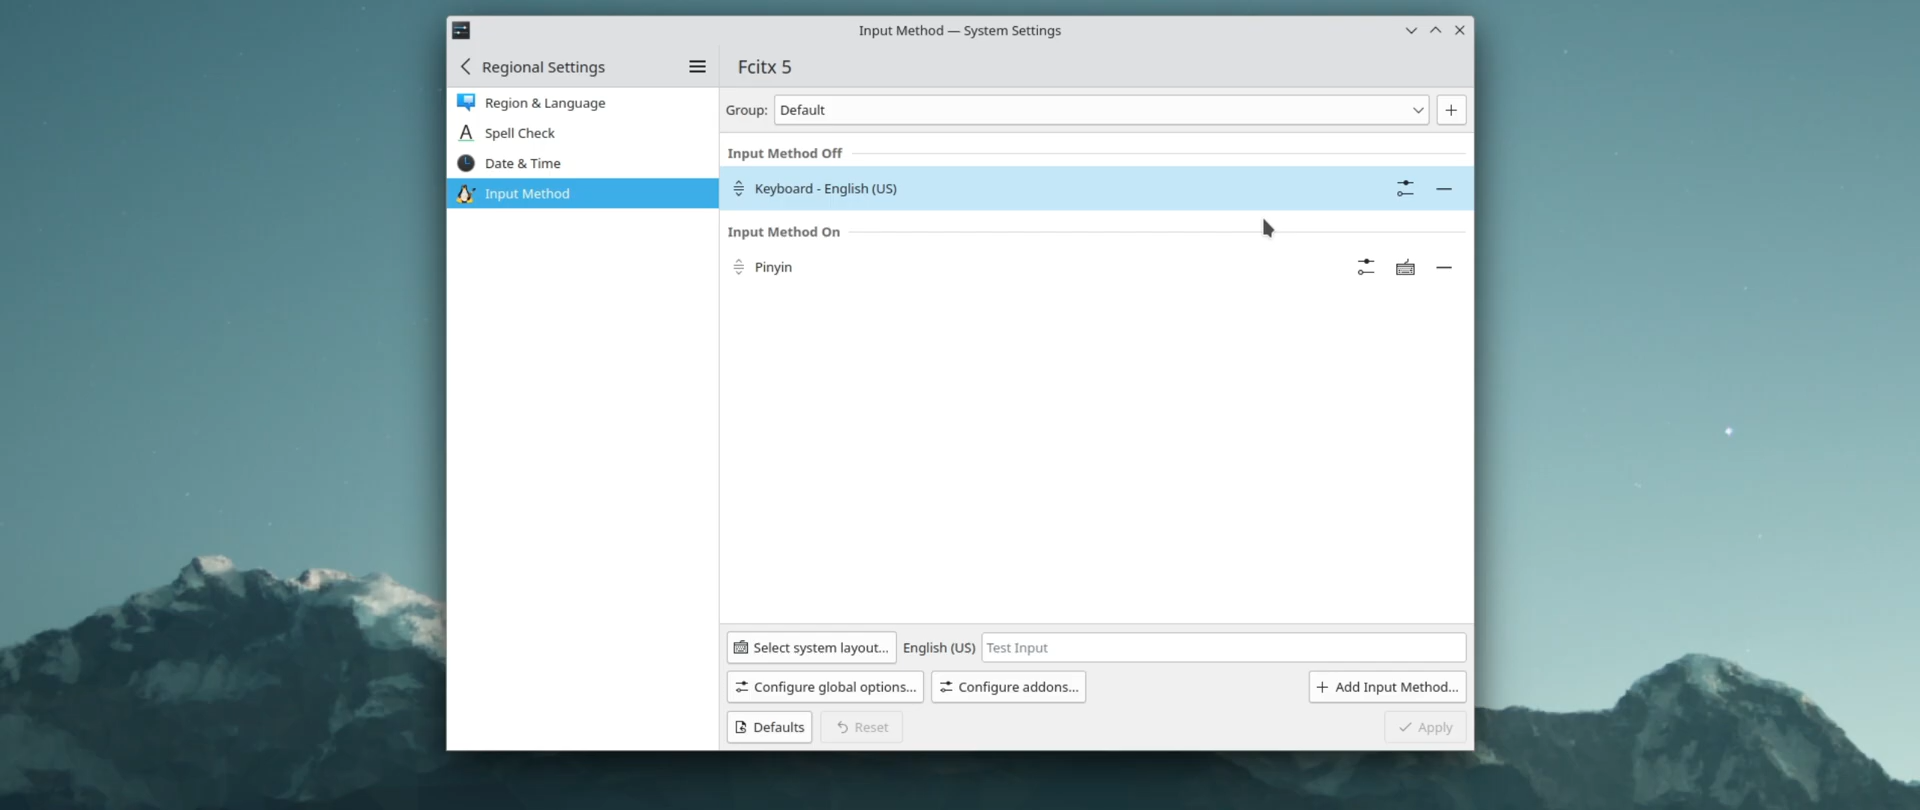 Input Method — System Settings
Regional Settings
Fcitx 5
Region & Language
Spell Check
Date & Time
Input Method
Group: Default
Input Method Off
Keyboard - English (US)
Input Method On
Pinyin
Select system layout... English (US) Test Input
Configure global options... Configure addons... Add Input Method...
Defaults Reset Apply